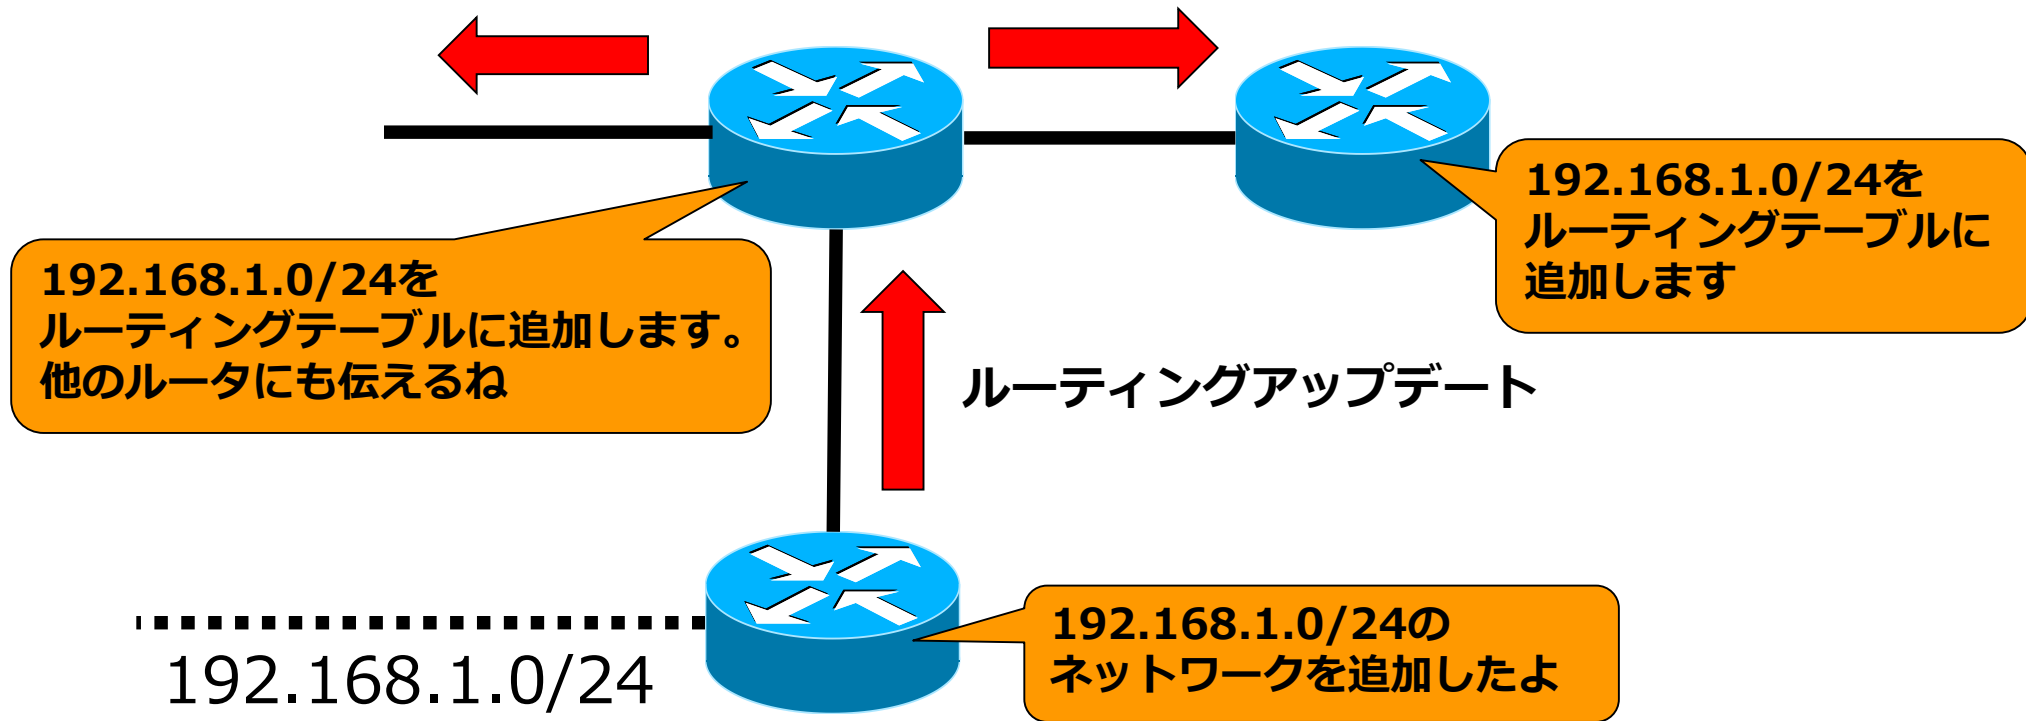 192.168.1.0/24を
ルーティングテーブルに
追加します
192.168.1.0/24を
ルーティングテーブルに追加します。
他のルータにも伝えるね
ルーティングアップデート
192.168.1.0/24の
ネットワークを追加したよ
192.168.1.0/24